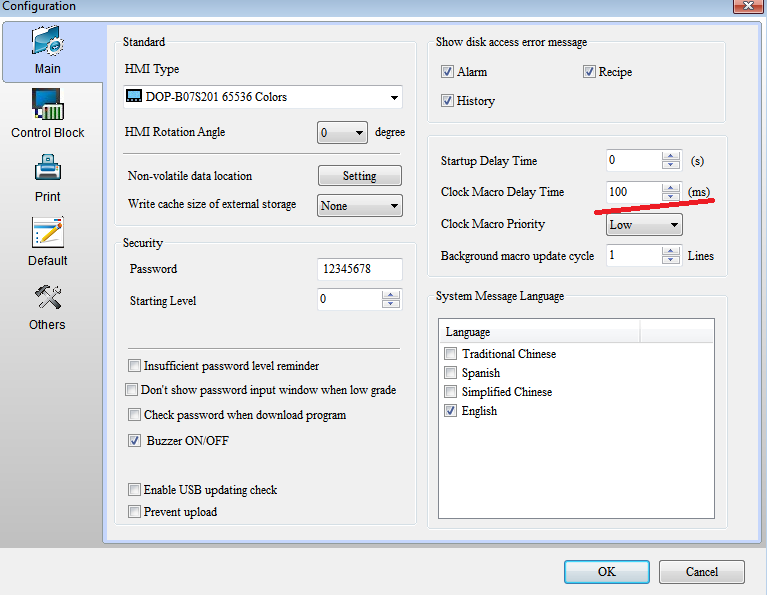 Configuration
Main
Control Block
Print
Default
Others
Standard
HMI Type
DOP-B07S201 65536 Colors
HMI Rotation Angle
0
degree
Non-volatile data location
Setting
Write cache size of external storage
None
Security
Password
12345678
Starting Level
0
Insufficient password level reminder
Don't show password input window when low grade
Check password when download program
Buzzer ON/OFF
Enable USB updating check
Prevent upload
Show disk access error message
Alarm
Recipe
History
Startup Delay Time
0
(s)
Clock Macro Delay Time
100
(ms)
Clock Macro Priority
Low
Background macro update cycle
1
Lines
System Message Language
Language
Traditional Chinese
Spanish
Simplified Chinese
English
OK
Cancel